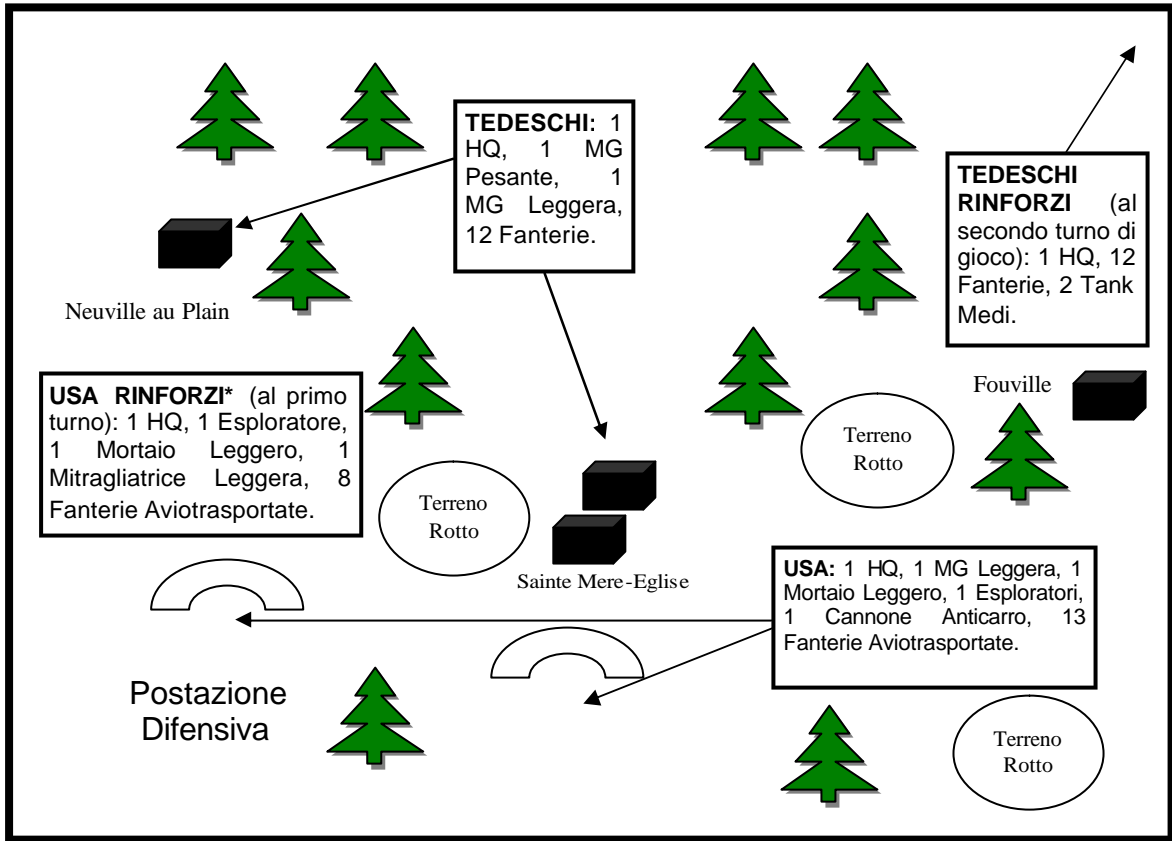 TEDESCHI: 1
HQ, 1 MG
Pesante, 1
MG Leggera,
12 Fanterie.
TEDESCHI
RINFORZI (al
secondo turno di
gioco): 1 HQ, 12
Fanterie, 2 Tank
Medi.
Neuville au Plain
USA RINFORZI* (al primo
turno): 1 HQ, 1 Esploratore,
1 Mortaio Leggero, 1
Mitragliatrice Leggera, 8
Fanterie Aviotrasportate.
Fouville
Terreno
Rotto
Terreno
Rotto
Sainte Mere-Eglise
USA: 1 HQ, 1 MG Leggera, 1
Mortaio Leggero, 1 Esploratori,
1 Cannone Anticarro, 13
Fanterie Aviotrasportate.
Postazione
Difensiva
Terreno
Rotto